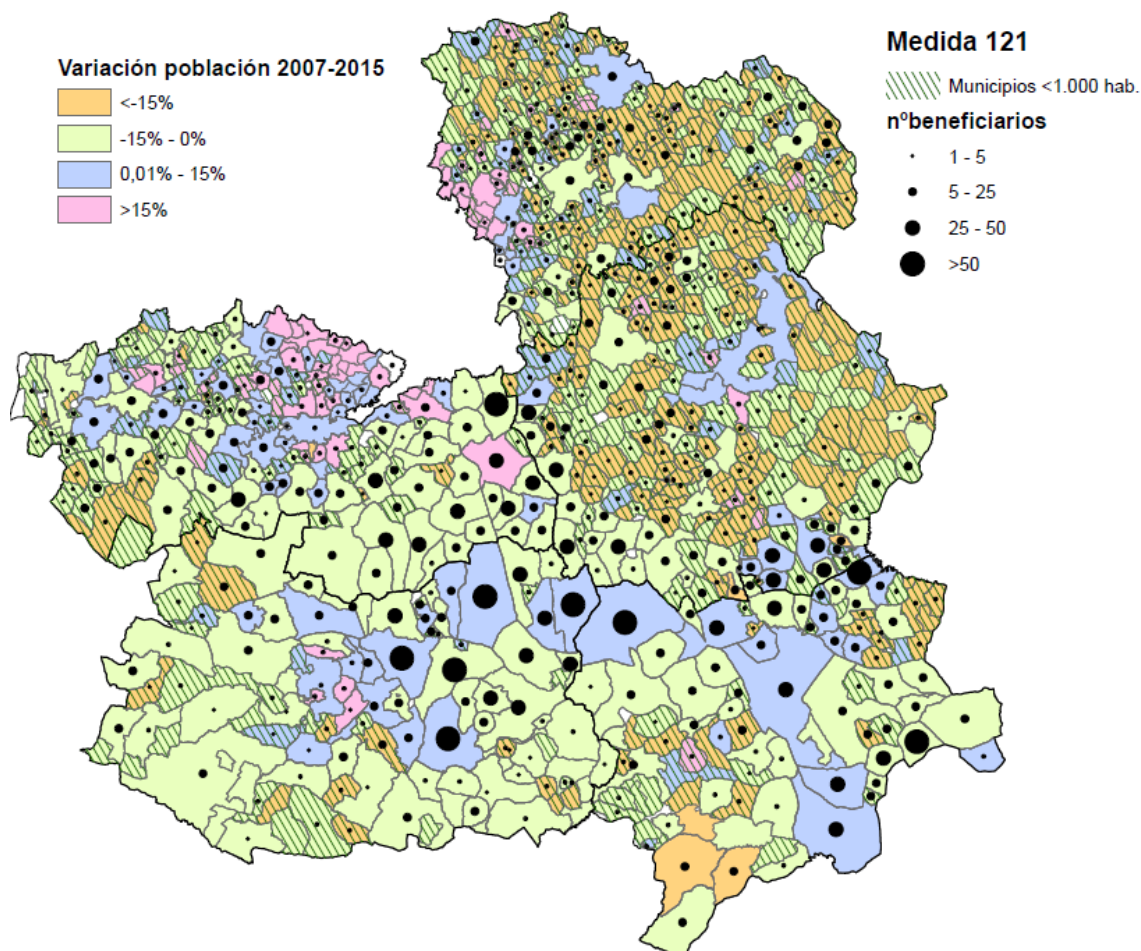 Variación población 2007-2015
<-15%
-15% - 0%
0,01% - 15%
>15%
Medida 121
Municipios <1.000 hab.
nºbeneficiarios
1 - 5
5 - 25
25 - 50
>50